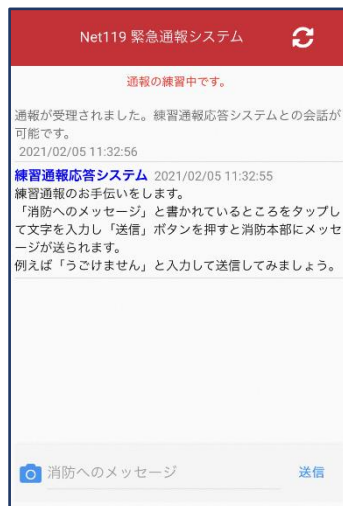 Net119 緊急通報システム
通報の練習中です。
通報が受理されました。練習通報応答システムとの会話が
可能です。
2021/02/05 11:32:56
練習通報応答システム 2021/02/05 11:32:55
練習通報のお手伝いをします。
「消防へのメッセージ」と書かれているところをタップし
て文字を入力し「送信」ボタンを押すと消防本部にメッセ
ージが送られます。
例えば「うごけません」と入力して送信してみましょう。
消防へのメッセージ 送信